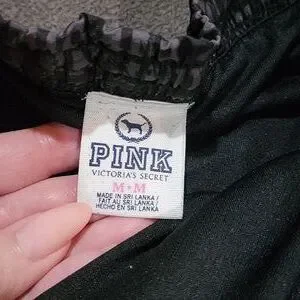 PINK
VICTORIA'S SECRET
M★M
MADE IN SRI LANKA /
FAIT AU SRI LANKA /
HECHO EN SRI LANKA